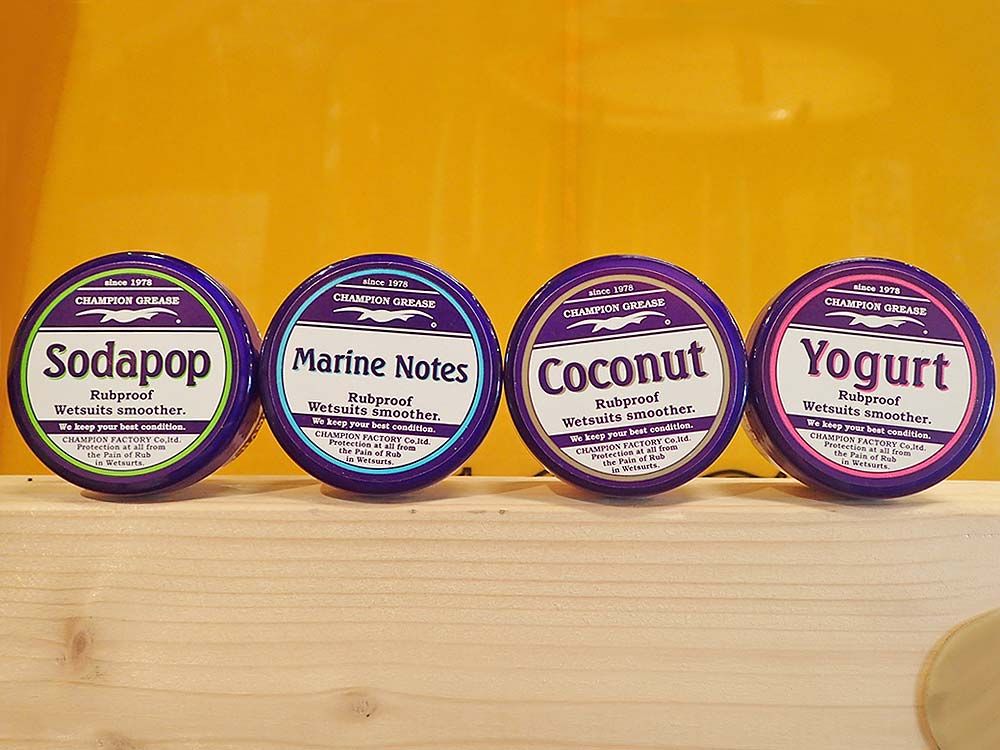 since 1978
CHAMPION GREASE
Sodapop
Rubproof
Wetsuits smoother.
We keep your best condition.
CHAMPION FACTORY Co,ltd.
Protection at all from
the Pain of Rub
in Wetsurts.
since 1978
CHAMPION GREASE
Marine Notes
Rubproof
Wetsuits smoother.
We keep your best condition.
CHAMPION FACTORY Co,ltd.
Protection at all from
the Pain of Rub
in Wetsurts.
since 1978
CHAMPION GREASE
Coconut
Rubproof
Wetsuits smoother.
We keep your best condition.
CHAMPION FACTORY Co,ltd.
Protection at all from
the Pain of Rub
in Wetsurts.
since 1978
CHAMPION GREASE
Yogurt
Rubproof
Wetsuits smoother.
We keep your best condition.
CHAMPION FACTORY Co,ltd.
Protection at all from
the Pain of Rub
in Wetsurts.